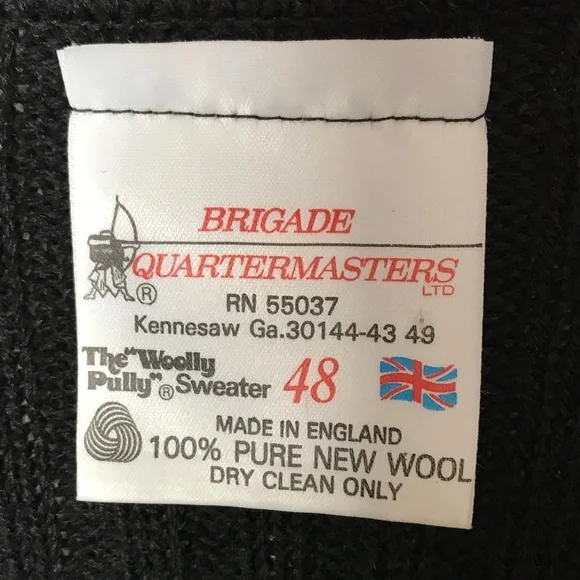 BRIGADE
QUARTERMASTERS
LTD
®
RN 55037
Kennesaw Ga.30144-43 49
The "Woolly
Pully"® Sweater 48
MADE IN ENGLAND
100% PURE NEW WOOL
DRY CLEAN ONLY